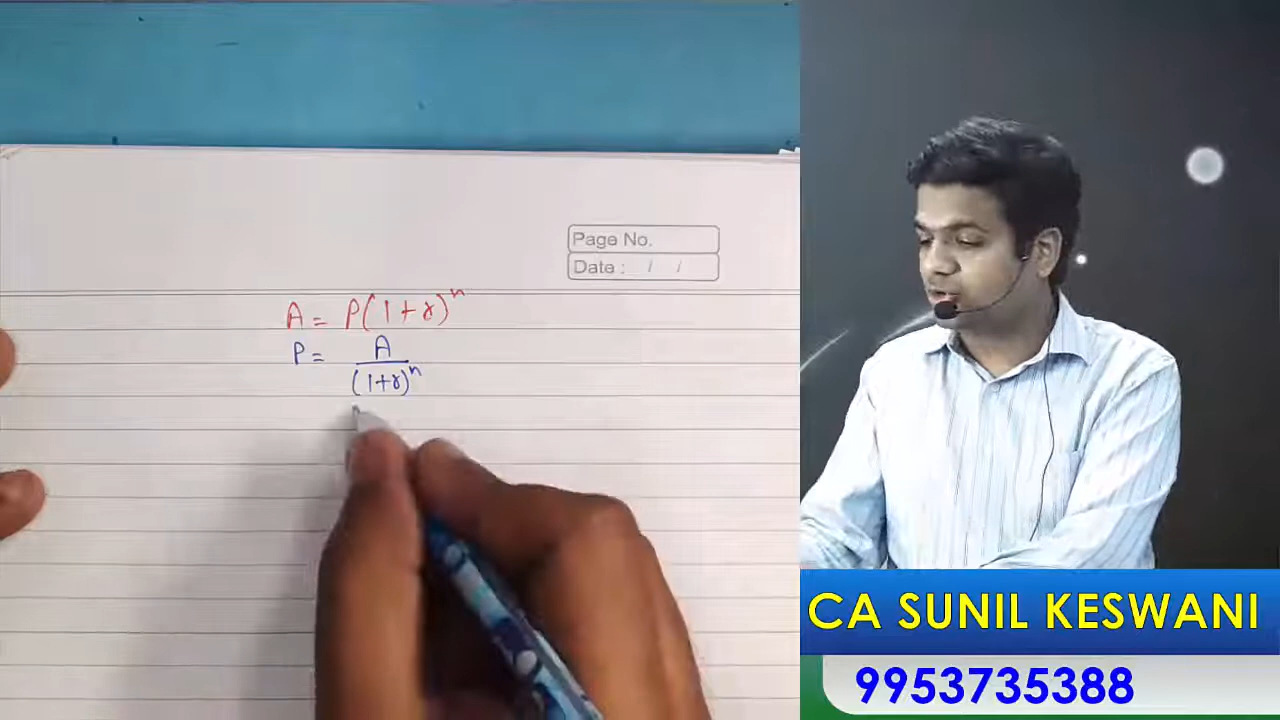 Page No.
Date : / /
A = P(1+r)^n
P = A
(1+r)^n
CA SUNIL KESWANI
9953735388